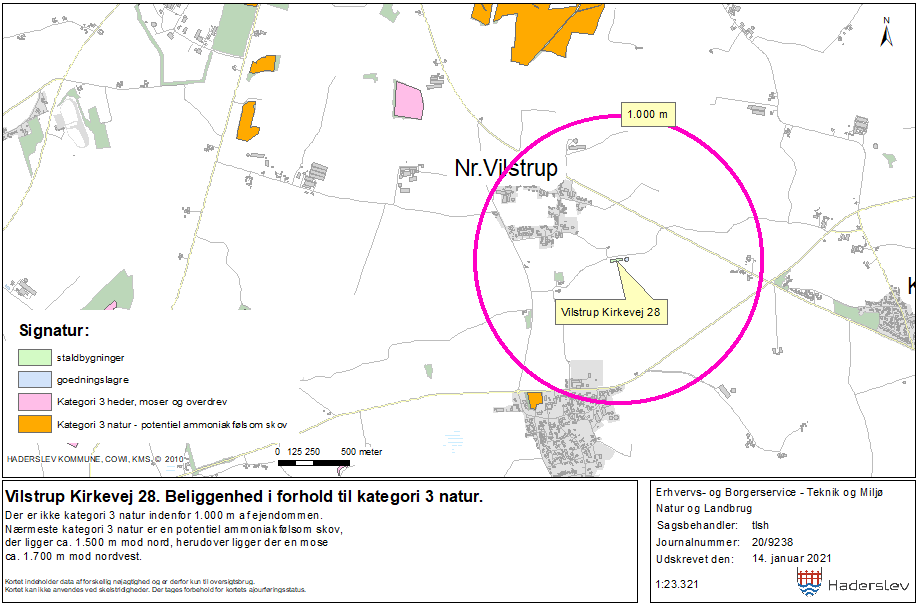 N
1.000 m
Nr.Vilstrup
K
Vilstrup Kirkevej 28
Signatur:
staldbygninger
goedningslagre
Kategori 3 heder, moser og overdrev
Kategori 3 natur - potentiel ammoniakfølsom skov
HADERSLEV KOMMUNE, COWI, KMS, © 2010
0 125 250 500 meter
Vilstrup Kirkevej 28. Beliggenhed i forhold til kategori 3 natur.
Der er ikke kategori 3 natur indenfor 1.000 m af ejendommen.
Nærmeste kategori 3 natur er en potentiel ammoniakfølsom skov,
der ligger ca. 1.500 m mod nord, herudover ligger der en mose
ca. 1.700 m mod nordvest.
Kortet indeholder data af forskellig nøjagtighed og er derfor kun til oversigtsbrug.
Kortet kan ikke anvendes ved skelstridigheder. Der tages forbehold for kortets ajourføringsstatus.
Erhvervs- og Borgerservice - Teknik og Miljø
Natur og Landbrug
Sagsbehandler: tlsh
Journalnummer: 20/9238
Udskrevet den: 14. januar 2021
1:23.321
Haderslev